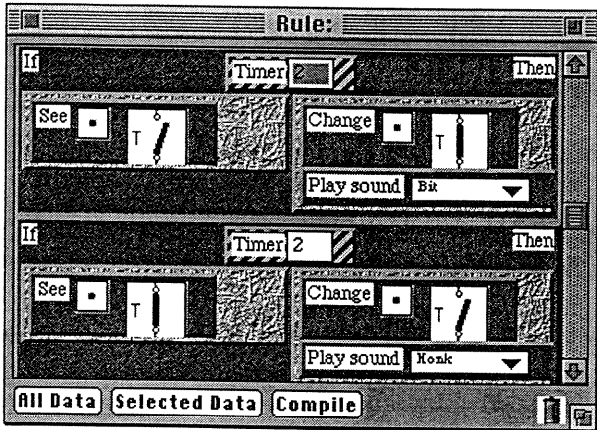 Rule:
If Timer 2 Then
See T Change T
Play sound Bit
If Timer 2 Then
See T Change T
Play sound Honk
All Data Selected Data Compile